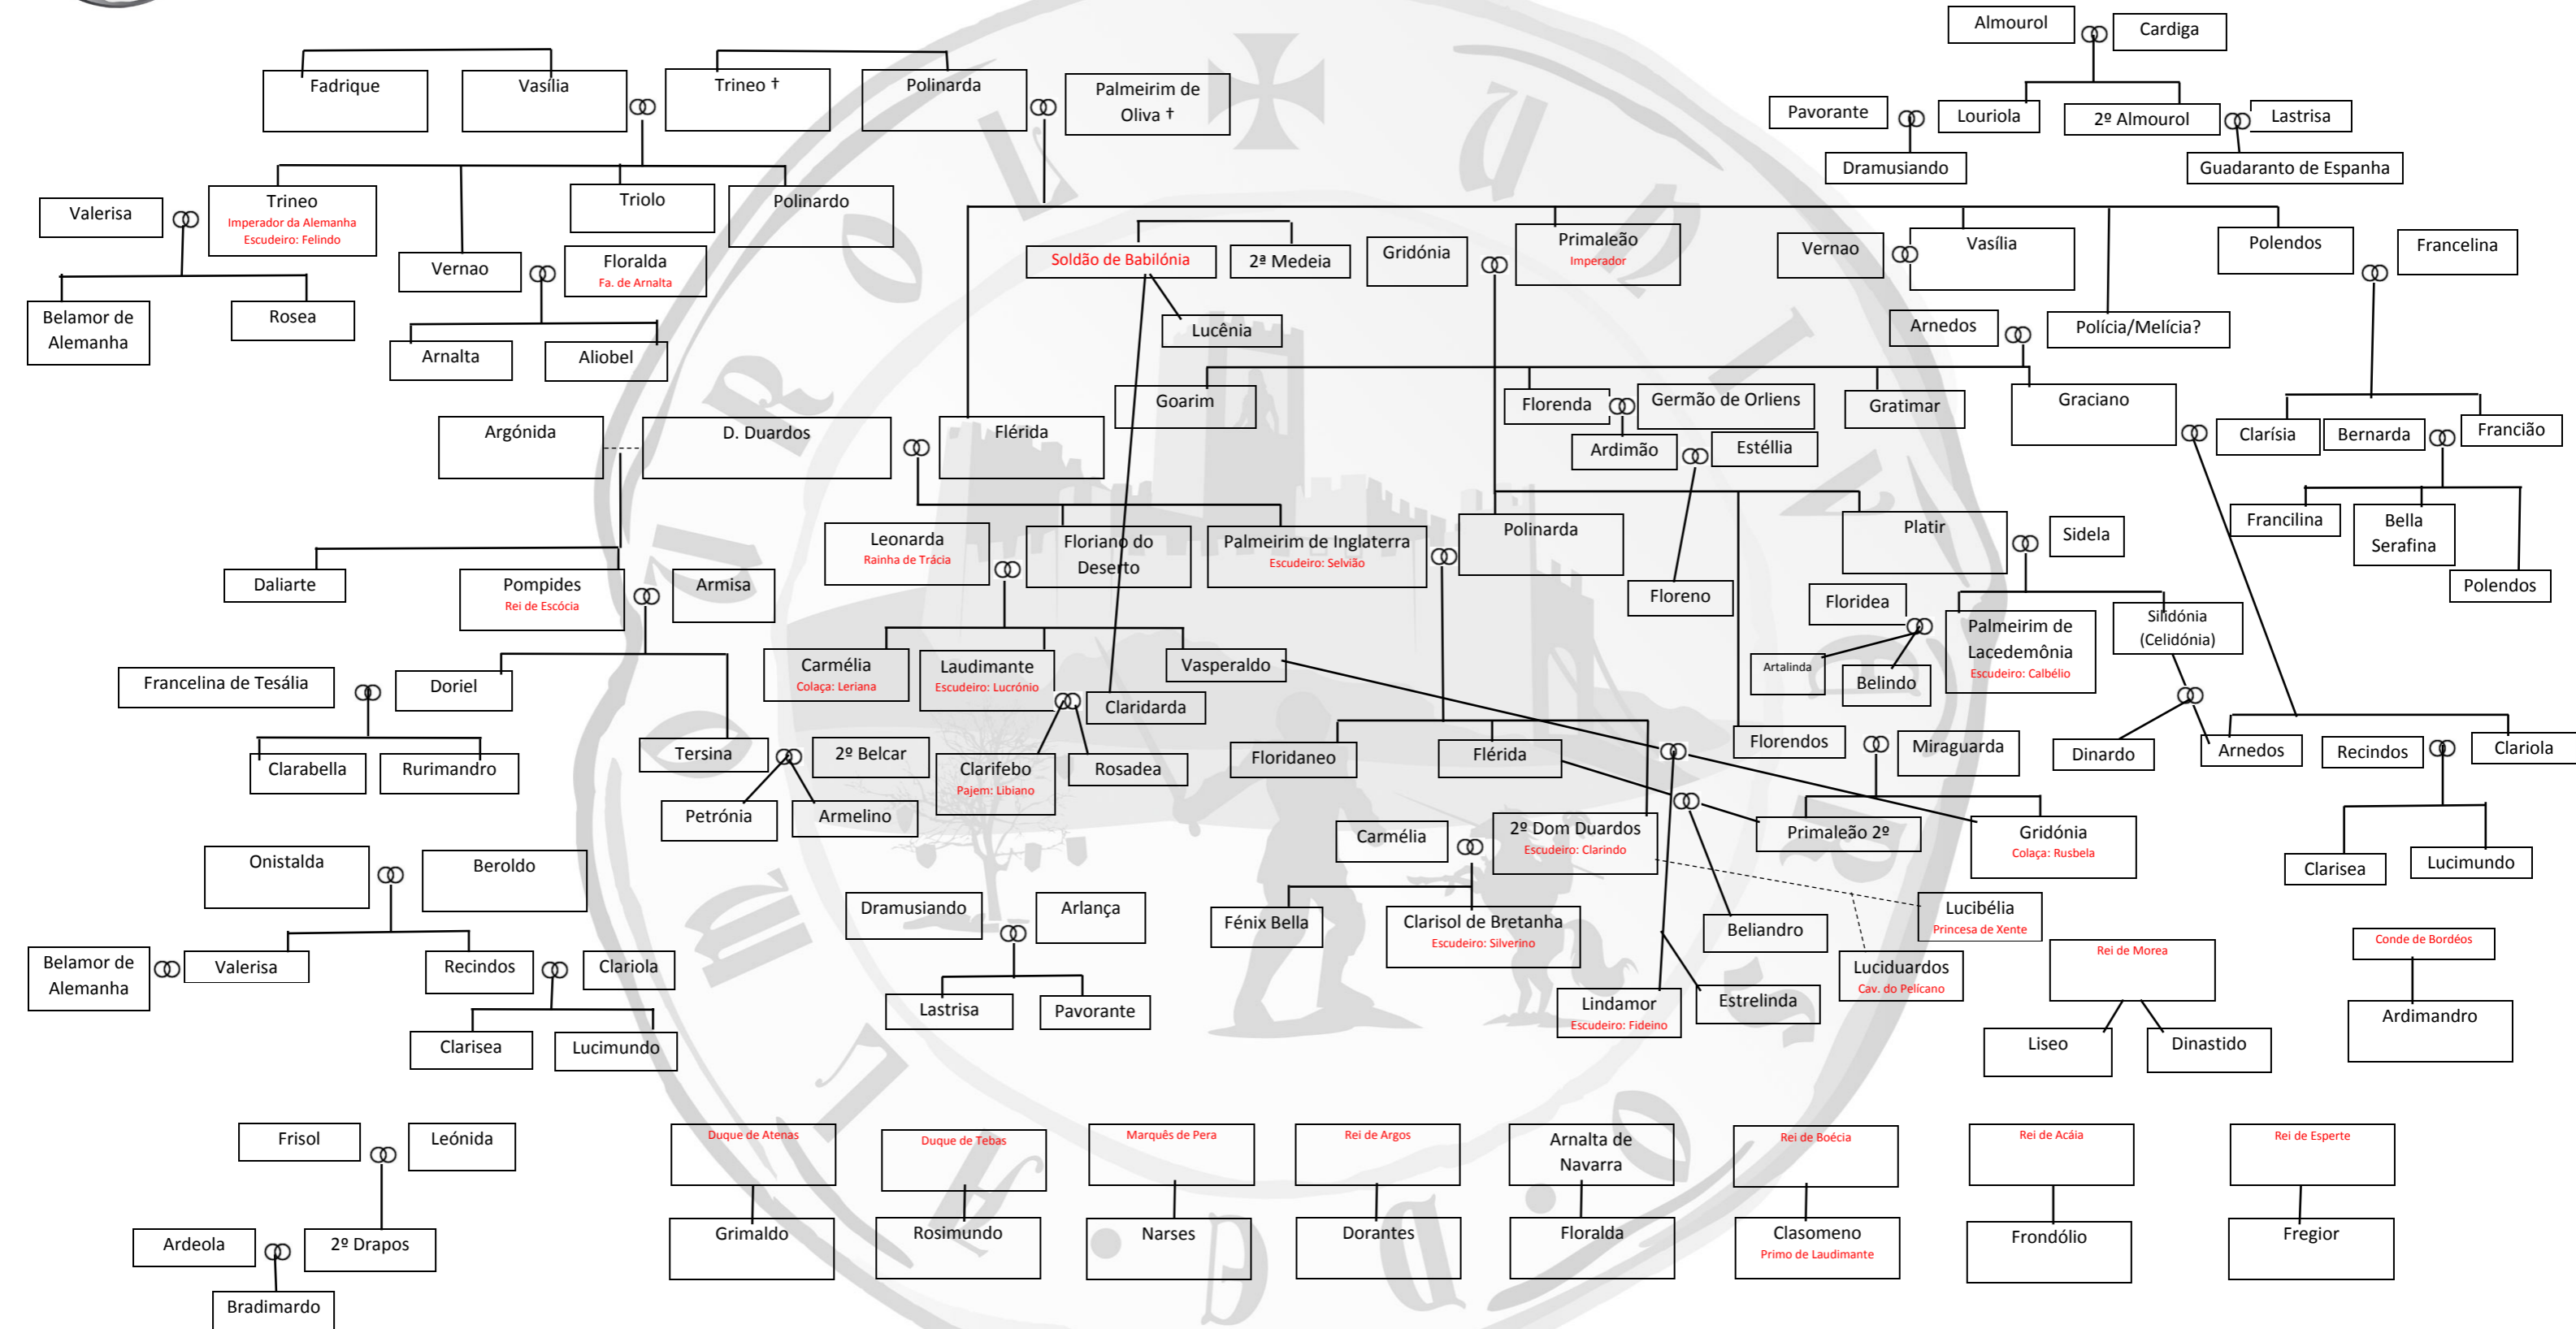 Almourol
Cardiga
Fadrique
Vasília
Trineo †
Polinarda
Palmeirim de
Oliva †
Pavorante
Louriola
2º Almourol
Lastrisa
Dramusiando
Guadaranto de Espanha
Valerisa
Trineo
Imperador da Alemanha
Escudeiro: Felindo
Triolo
Polinardo
Vernao
Floralda
Fa. de Arnalta
Soldão de Babilónia
2ª Medeia
Gridónia
Primaleão
Imperador
Vernao
Vasília
Polendos
Francelina
Belamor de
Alemanha
Rosea
Lucênia
Arnedos
Polícia/Melícia?
Arnalta
Aliobel
Goarim
Florenda
Germão de Orliens
Gratimar
Graciano
Argónida
D. Duardos
Flérida
Ardimão
Estéllia
Clarísia
Bernarda
Francião
Leonarda
Rainha de Trácia
Floriano do
Deserto
Palmeirim de Inglaterra
Escudeiro: Selvião
Polinarda
Platir
Sidela
Francilina
Bella
Serafina
Polendos
Daliarte
Pompides
Rei de Escócia
Armisa
Floreno
Floridea
Palmeirim de
Lacedemônia
Escudeiro: Calbélio
Silidónia
(Celidónia)
Francelina de Tesália
Doriel
Carmélia
Colaça: Leriana
Laudimante
Escudeiro: Lucrónio
Vasperaldo
Artalinda
Belindo
Claridarda
Clarabella
Rurimandro
Tersina
2º Belcar
Clarifebo
Pajem: Libiano
Rosadea
Floridaneo
Flérida
Florendos
Miraguarda
Dinardo
Arnedos
Recindos
Clariola
Petrónia
Armelino
Carmélia
2º Dom Duardos
Escudeiro: Clarindo
Primaleão 2º
Gridónia
Colaça: Rusbela
Clarisea
Lucimundo
Onistalda
Beroldo
Dramusiando
Arlança
Fénix Bella
Clarisol de Bretanha
Escudeiro: Silverino
Beliandro
Lucibélia
Princesa de Xente
Belamor de
Alemanha
Valerisa
Recindos
Clariola
Luciduardos
Cav. do Pelícano
Rei de Morea
Conde de Bordéos
Lastrisa
Pavorante
Lindamor
Escudeiro: Fideino
Estrelinda
Ardimandro
Clarisea
Lucimundo
Liseo
Dinastido
Frisol
Leónida
Duque de Atenas
Duque de Tebas
Marquês de Pera
Rei de Argos
Arnalta de
Navarra
Rei de Boécia
Rei de Acáia
Rei de Esperte
Ardeola
2º Drapos
Grimaldo
Rosimundo
Narses
Dorantes
Floralda
Clasomeno
Primo de Laudimante
Frondólio
Fregior
Bradimardo